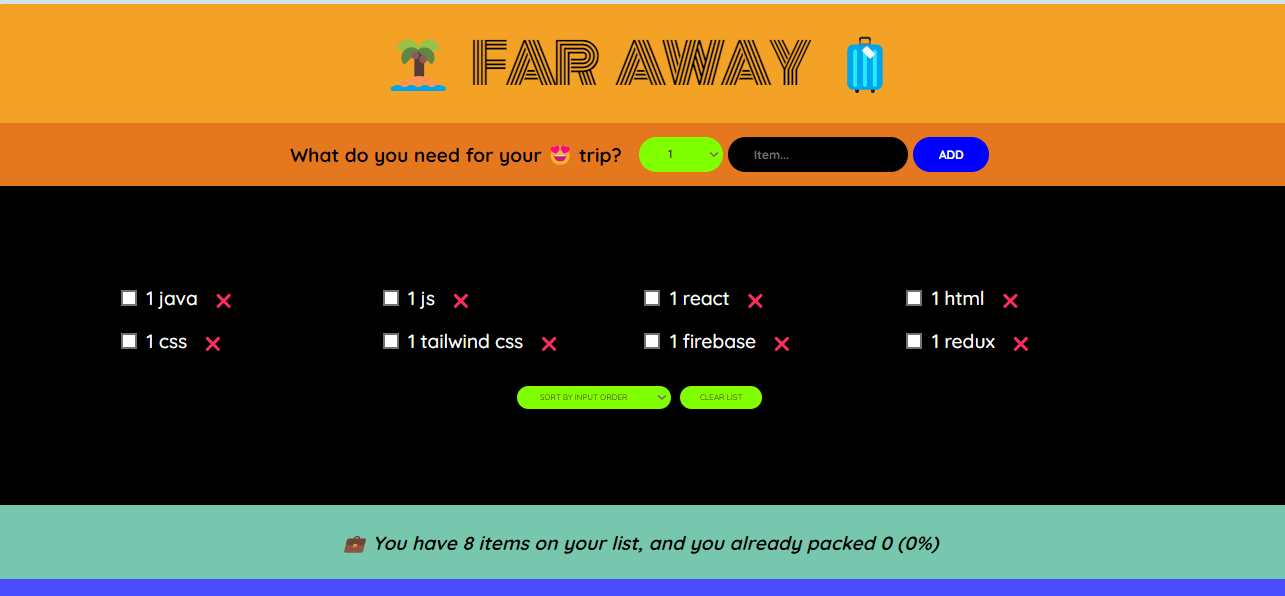 FAR AWAY
What do you need for your 😍 trip? 1 Item... ADD
1 java ❌ 1 js ❌ 1 react ❌ 1 html ❌
1 css ❌ 1 tailwind css ❌ 1 firebase ❌ 1 redux ❌
SORT BY INPUT ORDER CLEAR LIST
💼 You have 8 items on your list, and you already packed 0 (0%)